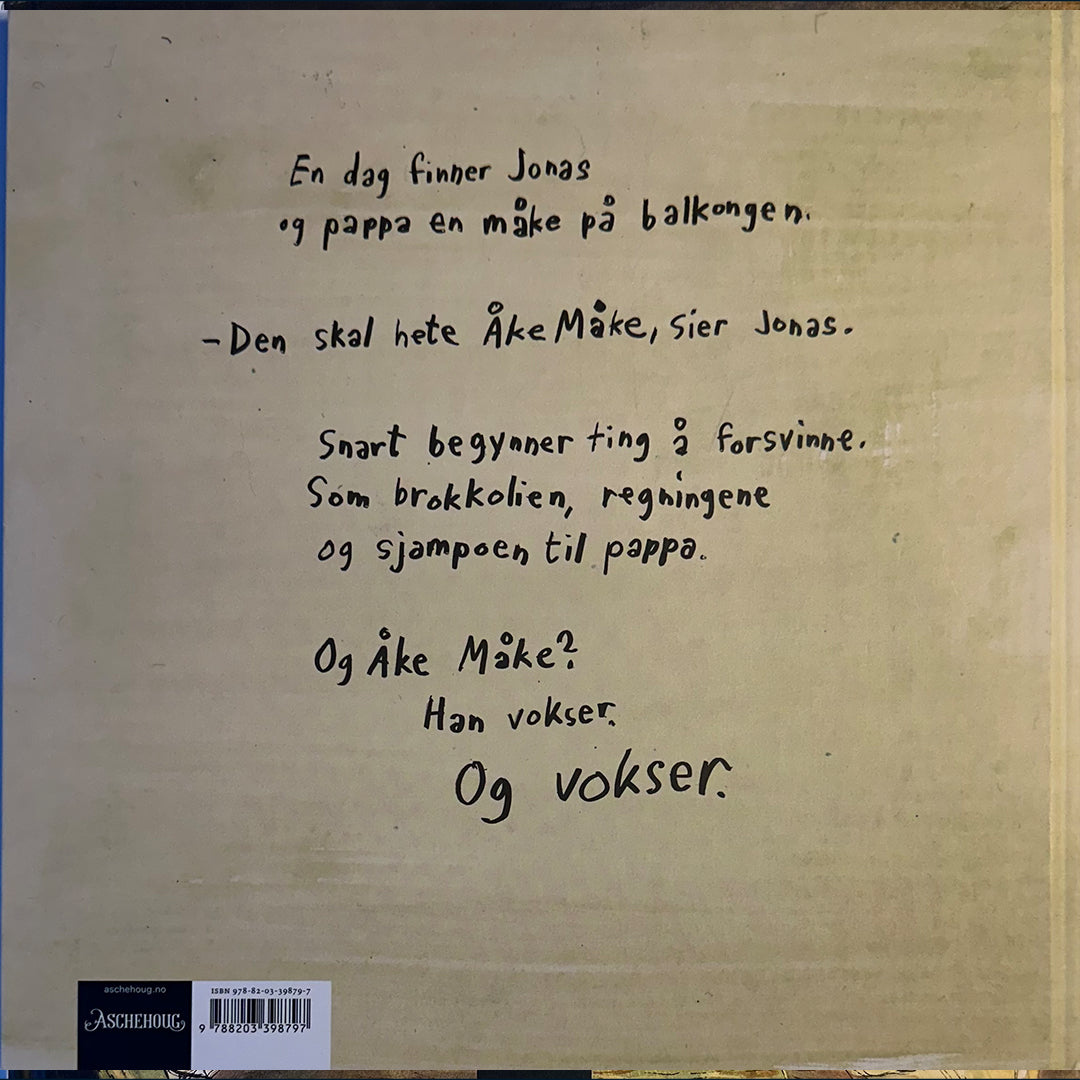 En dag finner Jonas
og pappa en måke på balkongen.
– Den skal hete Åke Måke, sier Jonas.
Snart begynner ting å forsvinne.
Som brokkolien, regningene
og sjampoen til pappa.
Og Åke Måke?
Han vokser.
Og vokser.
aschehoug.no
ASCHEHOUG
ISBN 978-82-03-39879-7
9 788203 398797